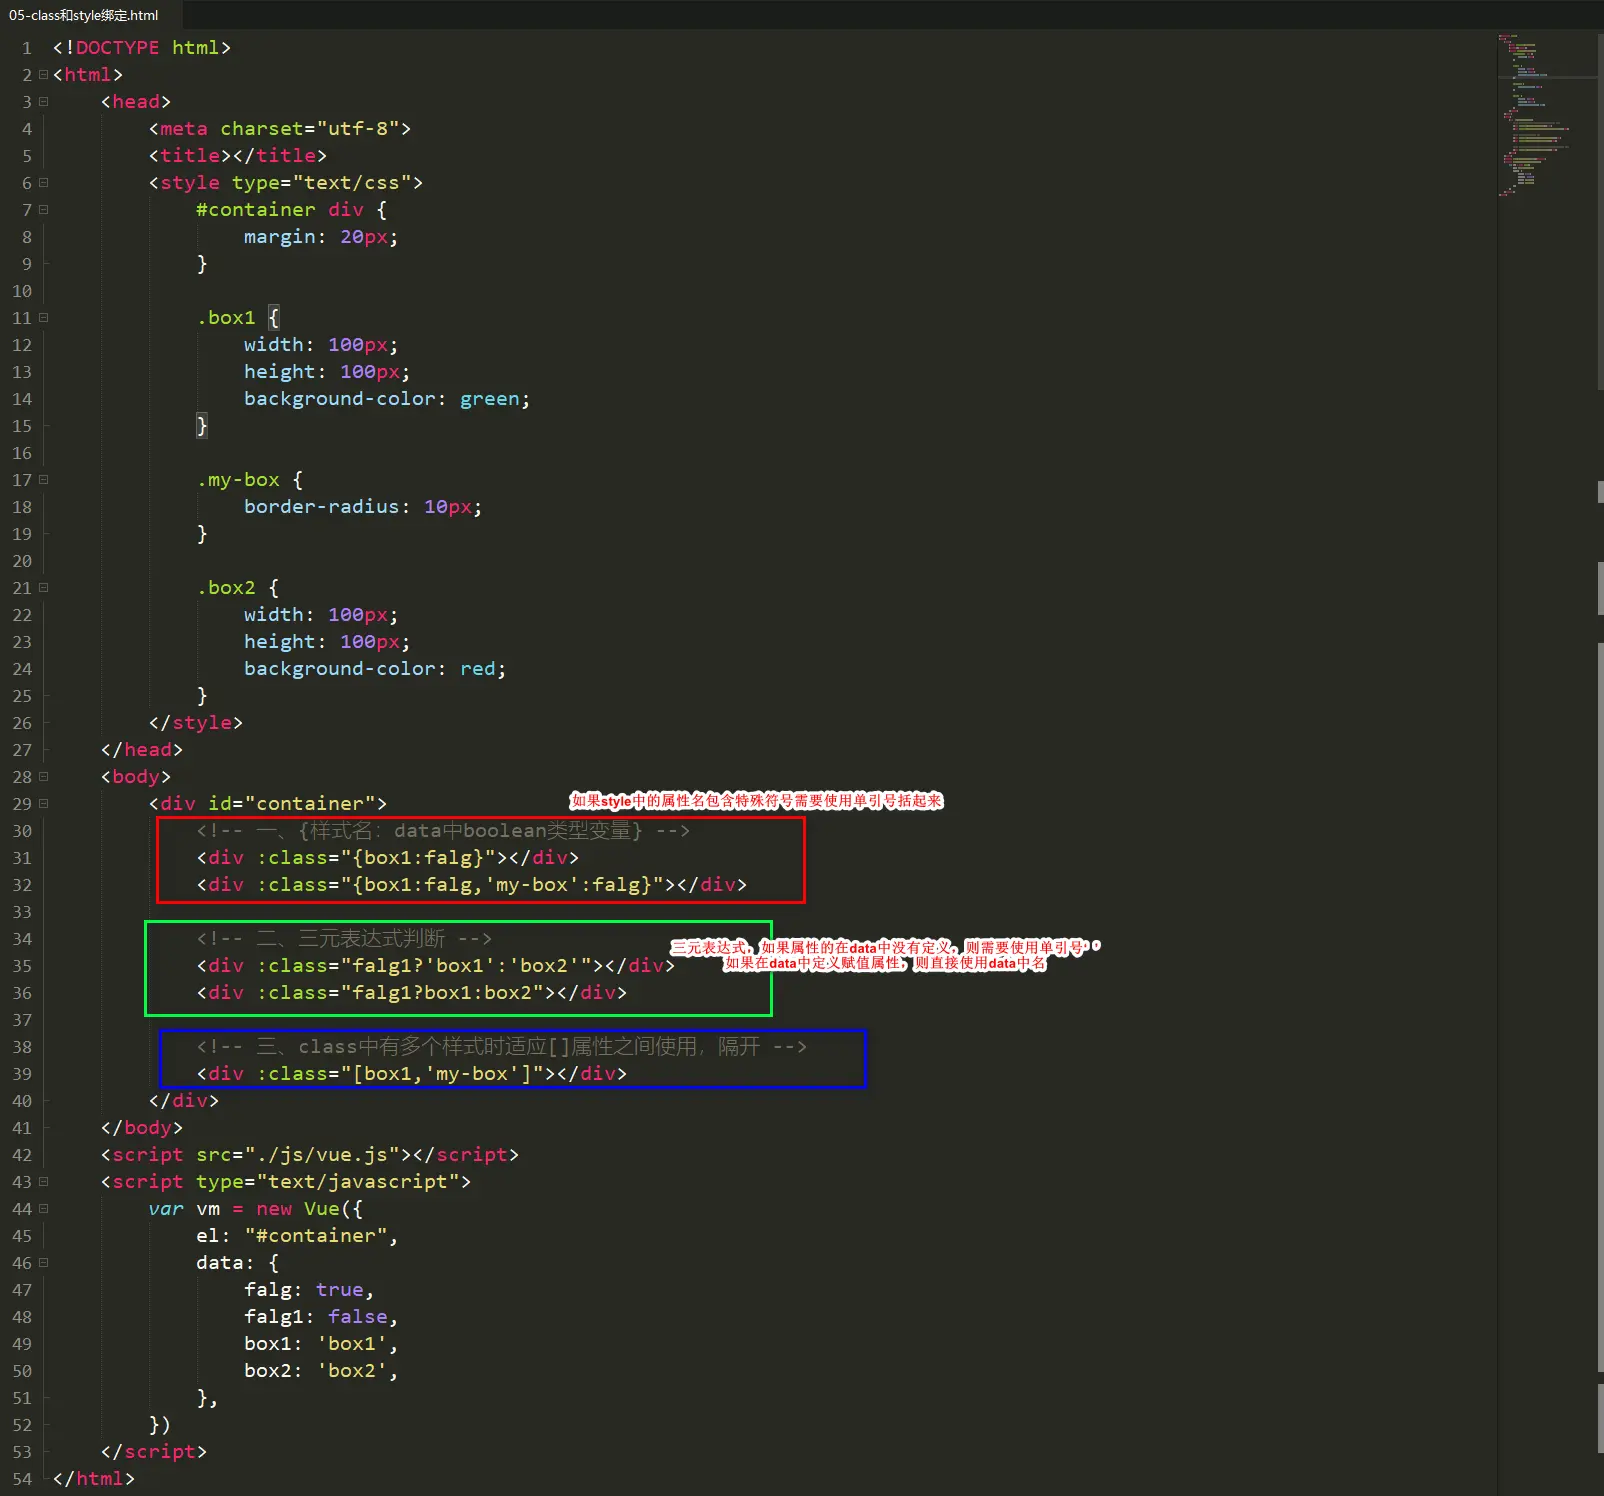 05-class和style绑定.html
1 <!DOCTYPE html>
2 <html>
3 <head>
4 <meta charset="utf-8">
5 <title></title>
6 <style type="text/css">
7 #container div {
8 margin: 20px;
9 }
10
11 .box1 {
12 width: 100px;
13 height: 100px;
14 background-color: green;
15 }
16
17 .my-box {
18 border-radius: 10px;
19 }
20
21 .box2 {
22 width: 100px;
23 height: 100px;
24 background-color: red;
25 }
26 </style>
27 </head>
28 <body>
29 <div id="container">
如果style中的属性名包含特殊符号需要使用单引号括起来
30 <!-- 一、{样式名: data中boolean类型变量} -->
31 <div :class="{box1:falg}"></div>
32 <div :class="{box1:falg,'my-box':falg}"></div>
33
34 <!-- 二、三元表达式判断 -->
三元表达式，如果属性的在data中没有定义，则需要使用单引号' '
35 <div :class="falg1?'box1':'box2'"></div>
如果在data中定义赋值属性，则直接使用data中名
36 <div :class="falg1?box1:box2"></div>
37
38 <!-- 三、class中有多个样式时适应[]属性之间使用，隔开 -->
39 <div :class="[box1,'my-box']"></div>
40 </div>
41 </body>
42 <script src="./js/vue.js"></script>
43 <script type="text/javascript">
44 var vm = new Vue({
45 el: "#container",
46 data: {
47 falg: true,
48 falg1: false,
49 box1: 'box1',
50 box2: 'box2',
51 },
52 })
53 </script>
54 </html>